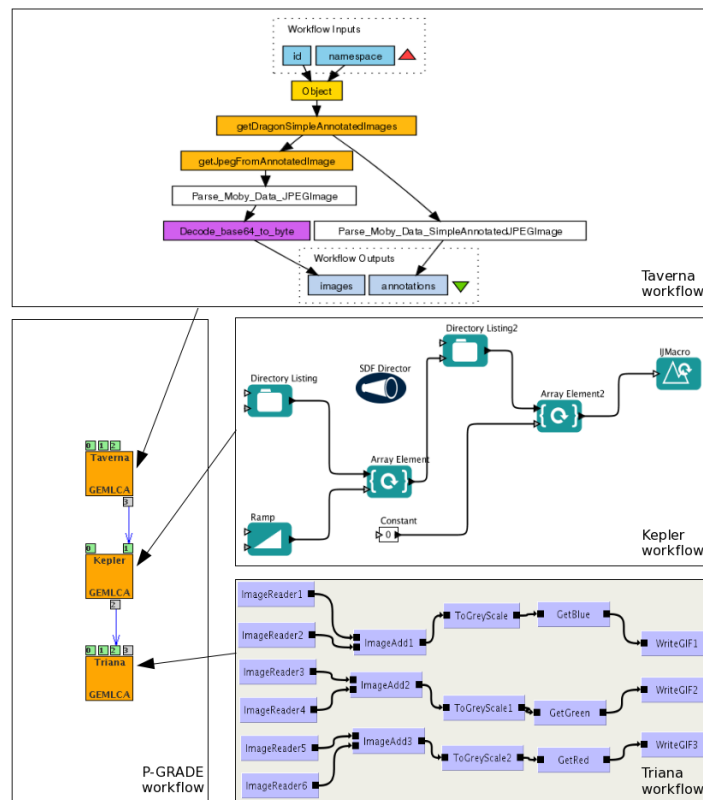 Workflow Inputs
id
namespace
Object
getDragonSimpleAnnotatedImages
getJpegFromAnnotatedImage
Parse_Moby_Data_JPEGImage
Decode_base64_to_byte
Parse_Moby_Data_SimpleAnnotatedJPEGImage
Workflow Outputs
images
annotations
Taverna
workflow
0 1 2
Taverna
GEMLCA
3
0 1
Kepler
GEMLCA
2
0 1 2 3
Triana
GEMLCA
P-GRADE
workflow
Directory Listing2
IJMacro
Directory Listing
SDF Director
Array Element2
Array Element
Ramp
Constant
0
Kepler
workflow
ImageReader1
ToGreyScale
GetBlue
ImageReader2
ImageAdd1
WriteGIF1
ImageReader3
ImageAdd2
WriteGIF2
ImageReader4
ToGreyScale1
GetGreen
ImageReader5
ImageAdd3
WriteGIF3
ToGreyScale2
GetRed
ImageReader6
Triana
workflow